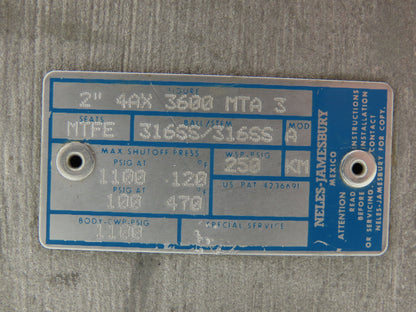 FIGURE
2" 4AX 3600 MTA 3
SEATS BALL/STEM MOD
MTFE 316SS/316SS A
MAX SHUTOFF PRESS WSP-PSIG
PSIG AT °F 250 KM
1100 120
PSIG AT °F US PAT 4236691
100 470
BODY-CWP-PSIG SPECIAL SERVICE
1100
NELES-JAMESBURY
MEXICO
ATTENTION
READ INSTRUCTIONS
BEFORE INSTALLATION
OR SERVICING. CONTACT
NELES-JAMESBURY FOR COPY.